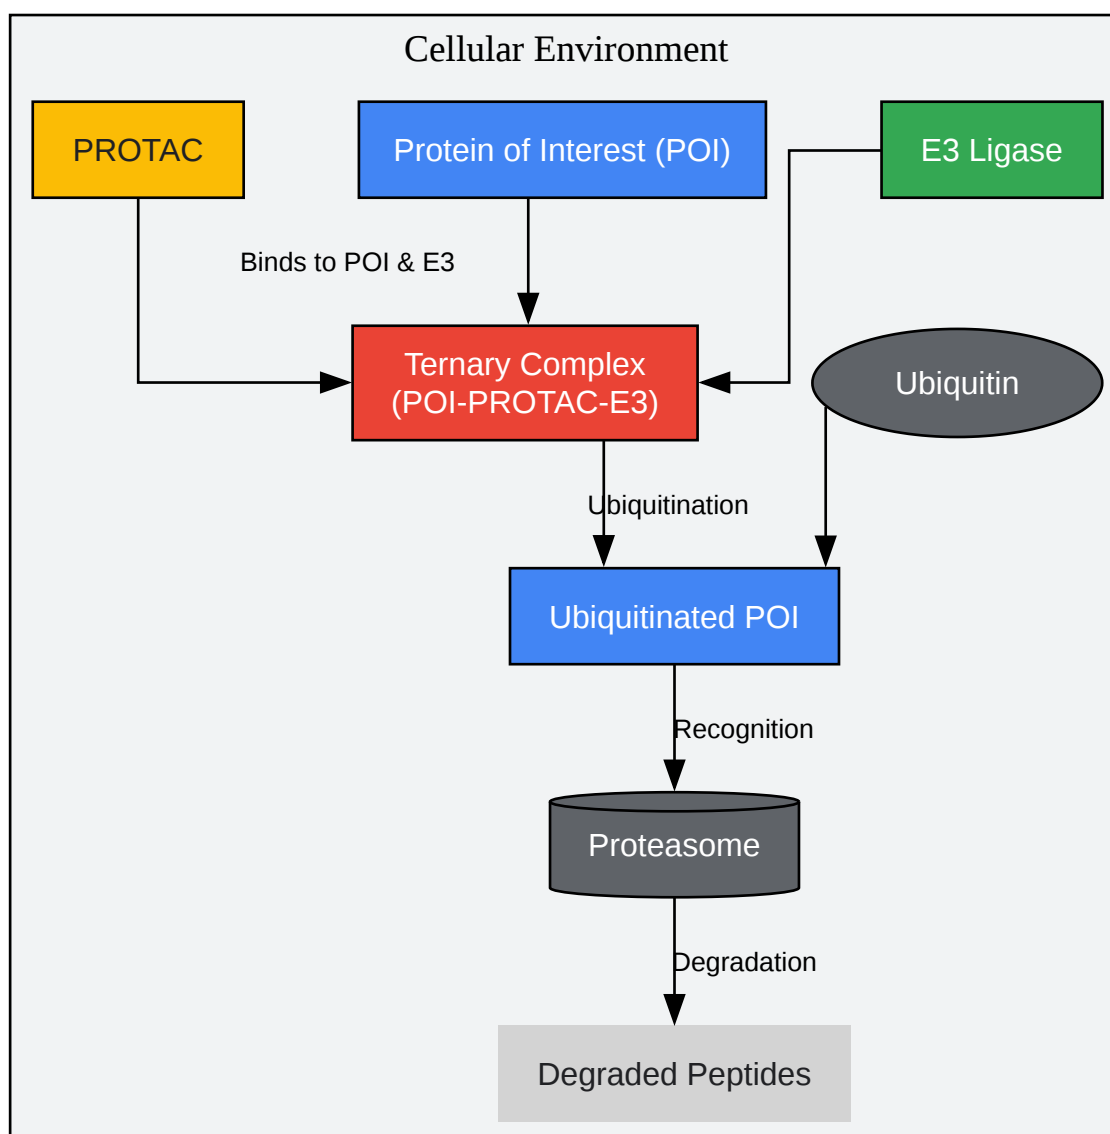 Cellular Environment
PROTAC
Protein of Interest (POI)
E3 Ligase
Binds to POI & E3
Ternary Complex
(POI-PROTAC-E3)
Ubiquitin
Ubiquitination
Ubiquitinated POI
Recognition
Proteasome
Degradation
Degraded Peptides